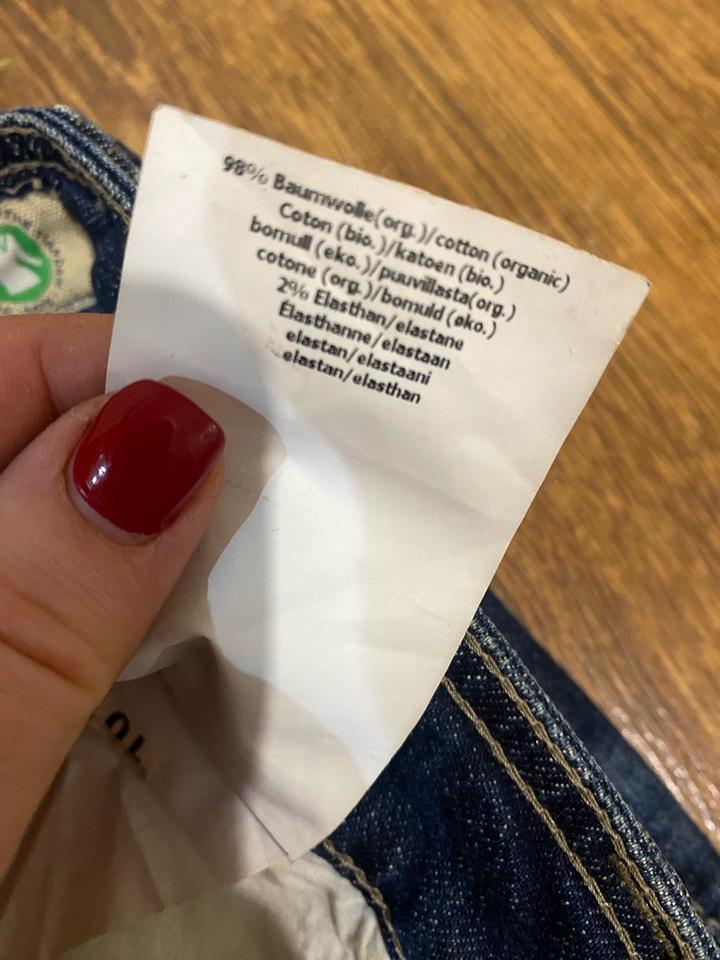 98% Baumwolle(org.)/cotton (organic)
Coton (bio.)/katoen (bio.)
bomull (eko.)/puuvillasta(org.)
cotone (org.)/bomuld (øko.)
2% Elasthan/elastane
Élasthanne/elastaan
elastan/elastaani
elastan/elasthan